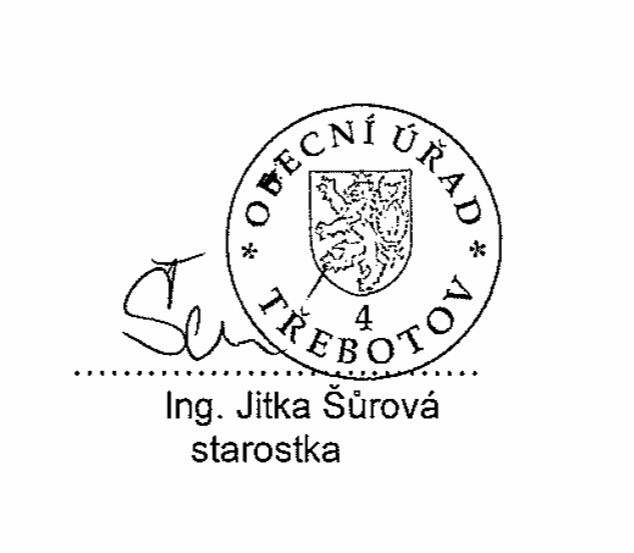 * OBECNÍ ÚŘAD *
4
TŘEBOTOV
Ing. Jitka Šůrová
starostka